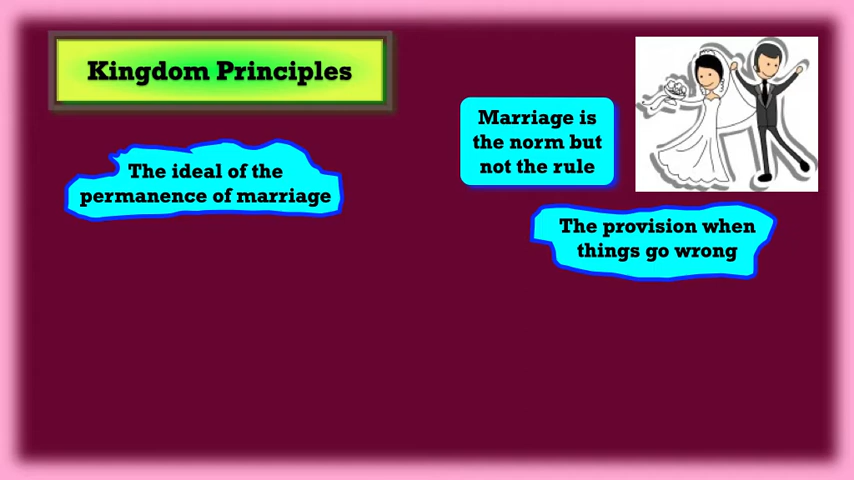 Kingdom Principles
Marriage is
the norm but
not the rule
The ideal of the
permanence of marriage
The provision when
things go wrong